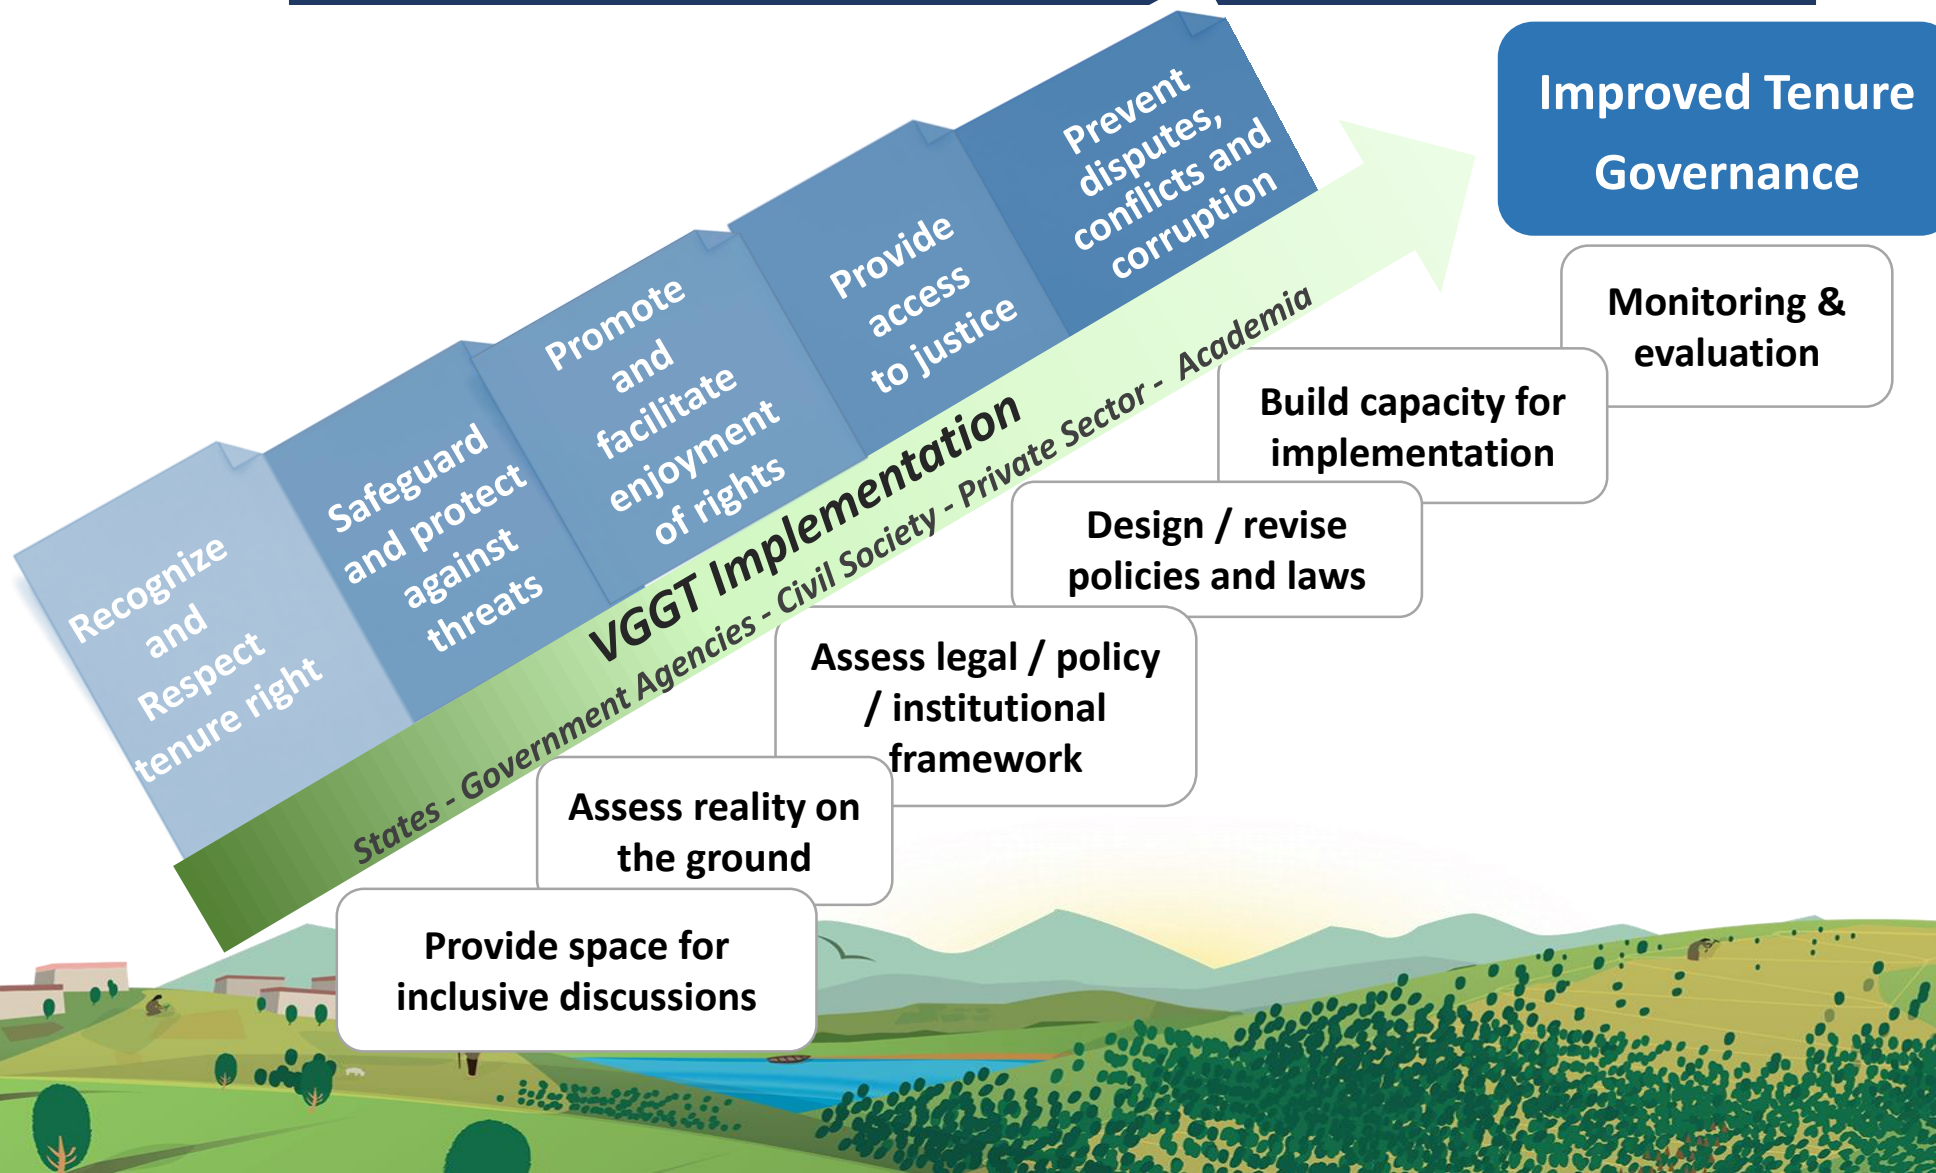 Improved Tenure
Governance
Prevent
disputes,
conflicts and
corruption
Provide
access
to justice
Promote
and
facilitate
enjoyment
of rights
Safeguard
and protect
against
threats
Recognize
and
Respect
tenure right
VGGT Implementation
States - Government Agencies - Civil Society - Private Sector - Academia
Monitoring &
evaluation
Build capacity for
implementation
Design / revise
policies and laws
Assess legal / policy
/ institutional
framework
Assess reality on
the ground
Provide space for
inclusive discussions